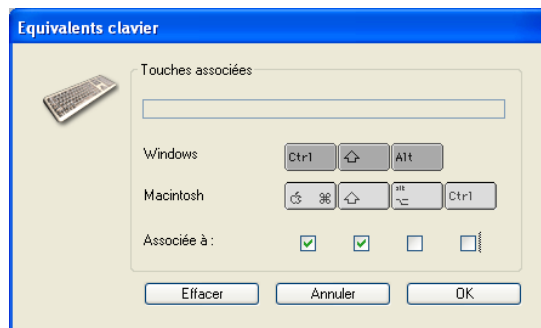 Equivalents clavier
Touches associées
Windows Ctrl Alt
Macintosh ⌘ alt Ctrl
Associée à :
Effacer Annuler OK